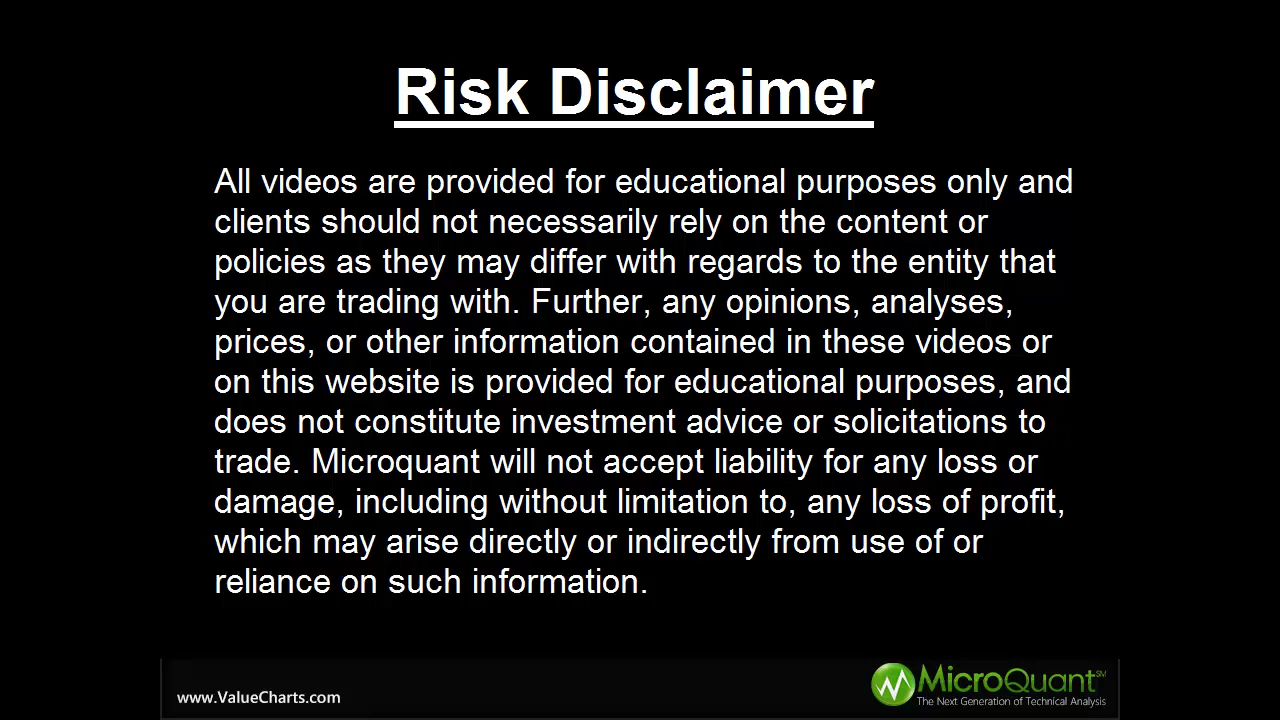 Risk Disclaimer
All videos are provided for educational purposes only and
clients should not necessarily rely on the content or
policies as they may differ with regards to the entity that
you are trading with. Further, any opinions, analyses,
prices, or other information contained in these videos or
on this website is provided for educational purposes, and
does not constitute investment advice or solicitations to
trade. Microquant will not accept liability for any loss or
damage, including without limitation to, any loss of profit,
which may arise directly or indirectly from use of or
reliance on such information.
www.ValueCharts.com
MicroQuant℠
The Next Generation of Technical Analysis